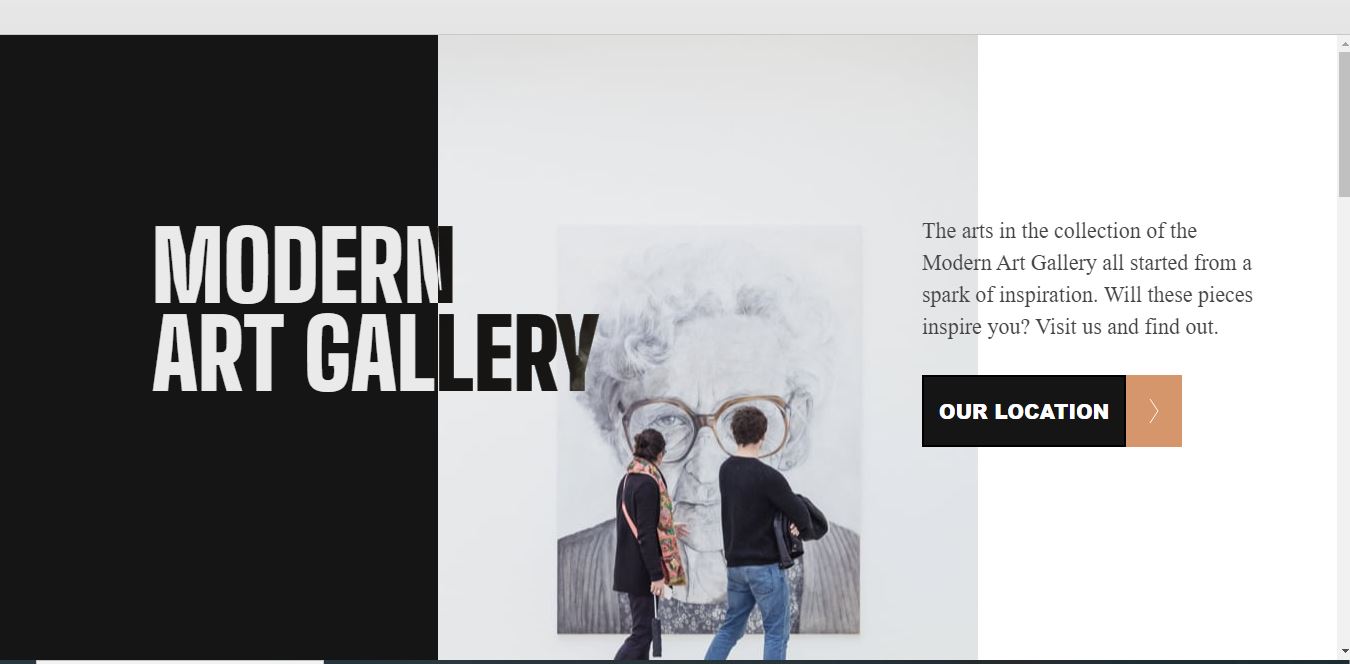 MODERN
ART GALLERY
The arts in the collection of the
Modern Art Gallery all started from a
spark of inspiration. Will these pieces
inspire you? Visit us and find out.
OUR LOCATION